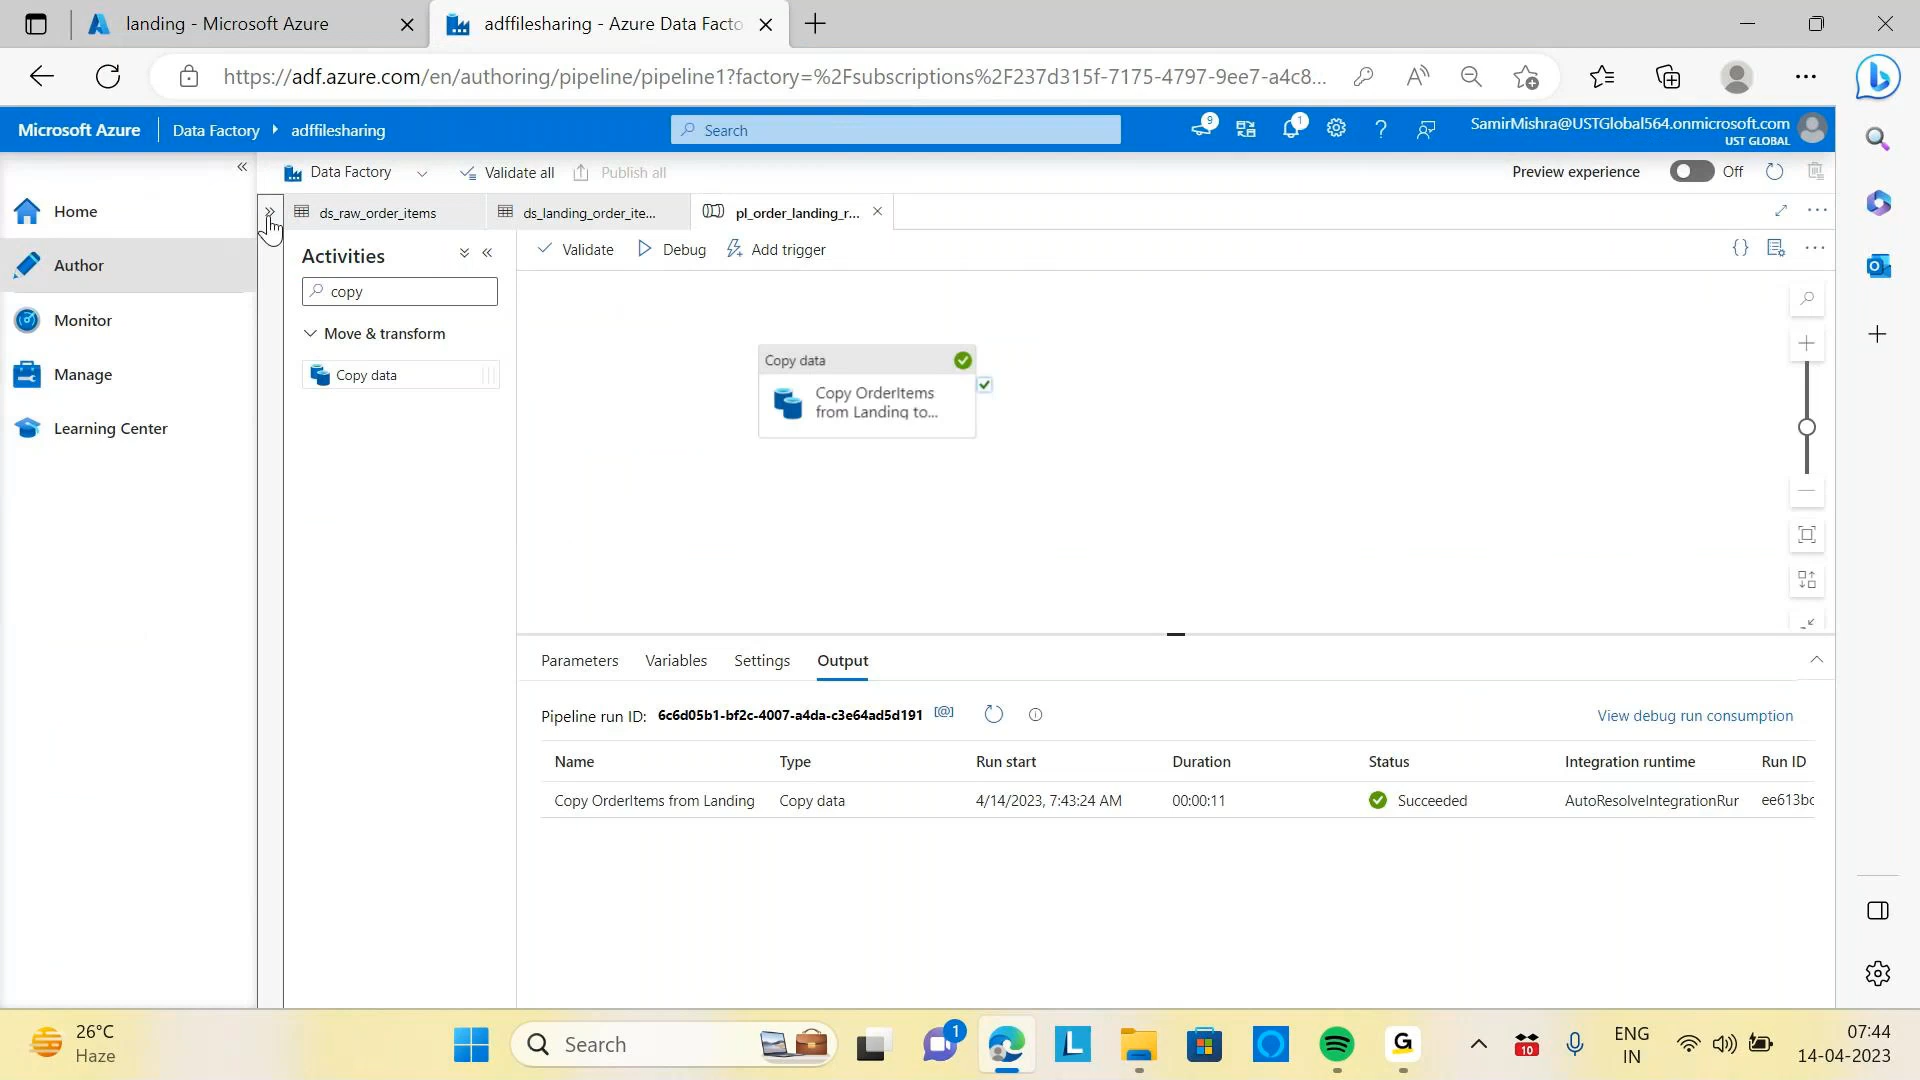 landing - Microsoft Azure
adffilesharing - Azure Data Facto
https://adf.azure.com/en/authoring/pipeline/pipeline1?factory=%2Fsubscriptions%2F237d315f-7175-4797-9ee7-a4c8...
Microsoft Azure
Data Factory
adffilesharing
Search
9
1
SamirMishra@USTGlobal564.onmicrosoft.com
UST GLOBAL
Data Factory
Validate all
Publish all
Preview experience
Off
Home
Author
Monitor
Manage
Learning Center
ds_raw_order_items
ds_landing_order_ite...
pl_order_landing_r...
Activities
copy
Move & transform
Copy data
Validate
Debug
Add trigger
Copy data
Copy OrderItems
from Landing to...
Parameters
Variables
Settings
Output
Pipeline run ID: 6c6d05b1-bf2c-4007-a4da-c3e64ad5d191
View debug run consumption
Name Type Run start Duration Status Integration runtime Run ID
Copy OrderItems from Landing Copy data 4/14/2023, 7:43:24 AM 00:00:11 Succeeded AutoResolveIntegrationRur ee613bc
26°C
Haze
Search
1
L
G
10
ENG
IN
07:44
14-04-2023